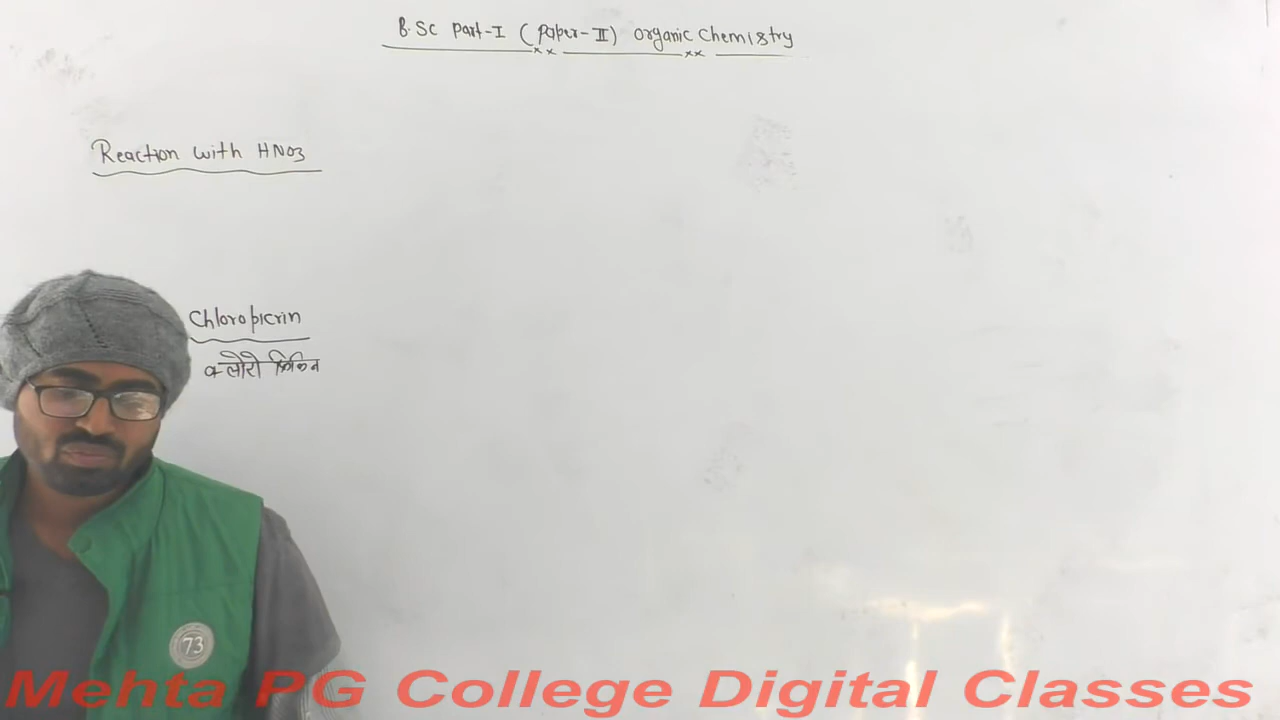 B.Sc Part-I (Paper-II) Organic Chemistry
Reaction with HNO3
Chloropicrin
क्लोरो पिक्रिन
73
Mehta PG College Digital Classes